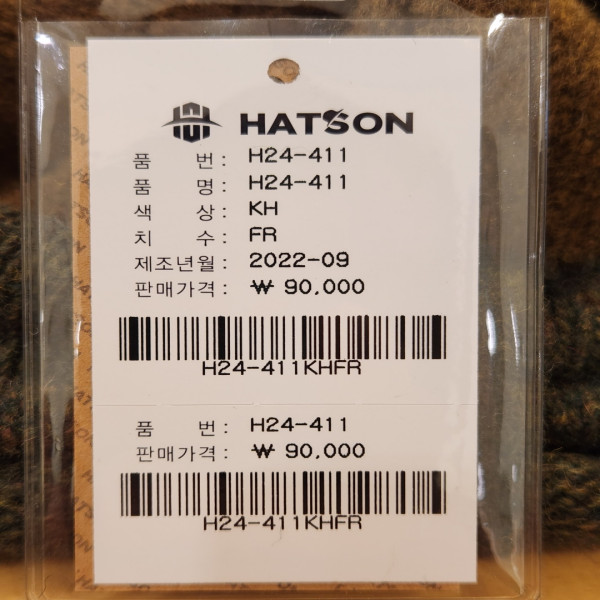 HATSON
품 번 : H24-411
품 명 : H24-411
색 상 : KH
치 수 : FR
제조년월 : 2022-09
판매가격 : ₩ 90,000
H24-411KHFR
품 번 : H24-411
판매가격 : ₩ 90,000
H24-411KHFR